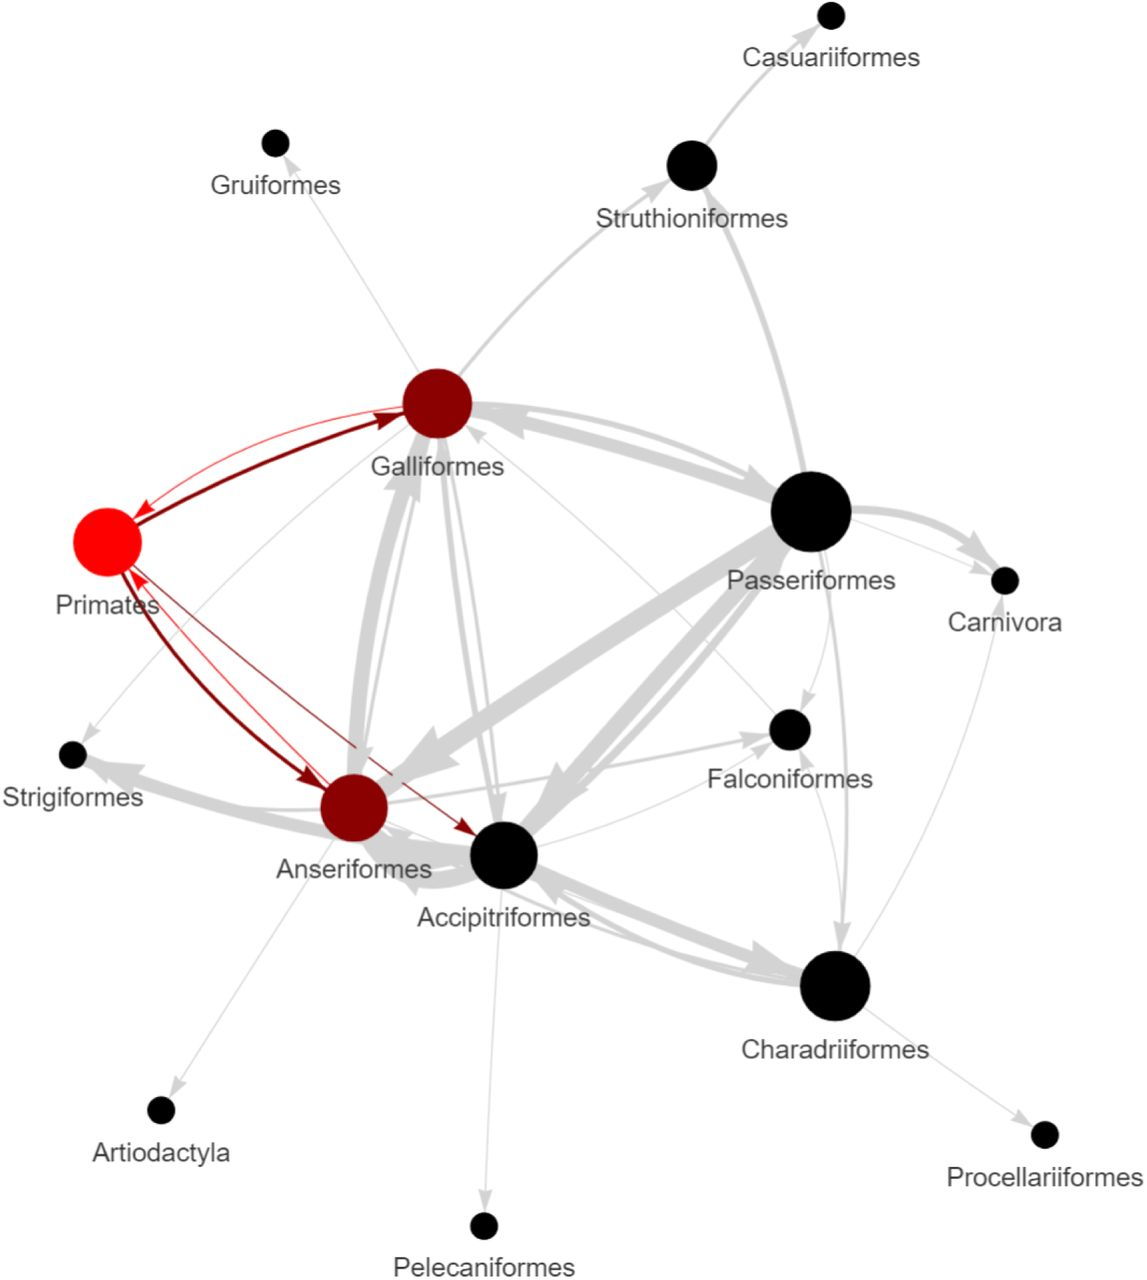 Casuariiformes
Gruiformes
Struthioniformes
Galliformes
Passeriformes
Primates
Carnivora
Falconiformes
Strigiformes
Anseriformes
Accipitriformes
Charadriiformes
Artiodactyla
Procellariiformes
Pelecaniformes